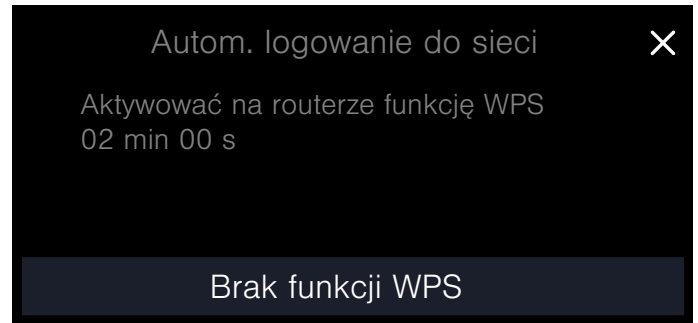 Autom. logowanie do sieci
Aktywować na routerze funkcję WPS
02 min 00 s
Brak funkcji WPS